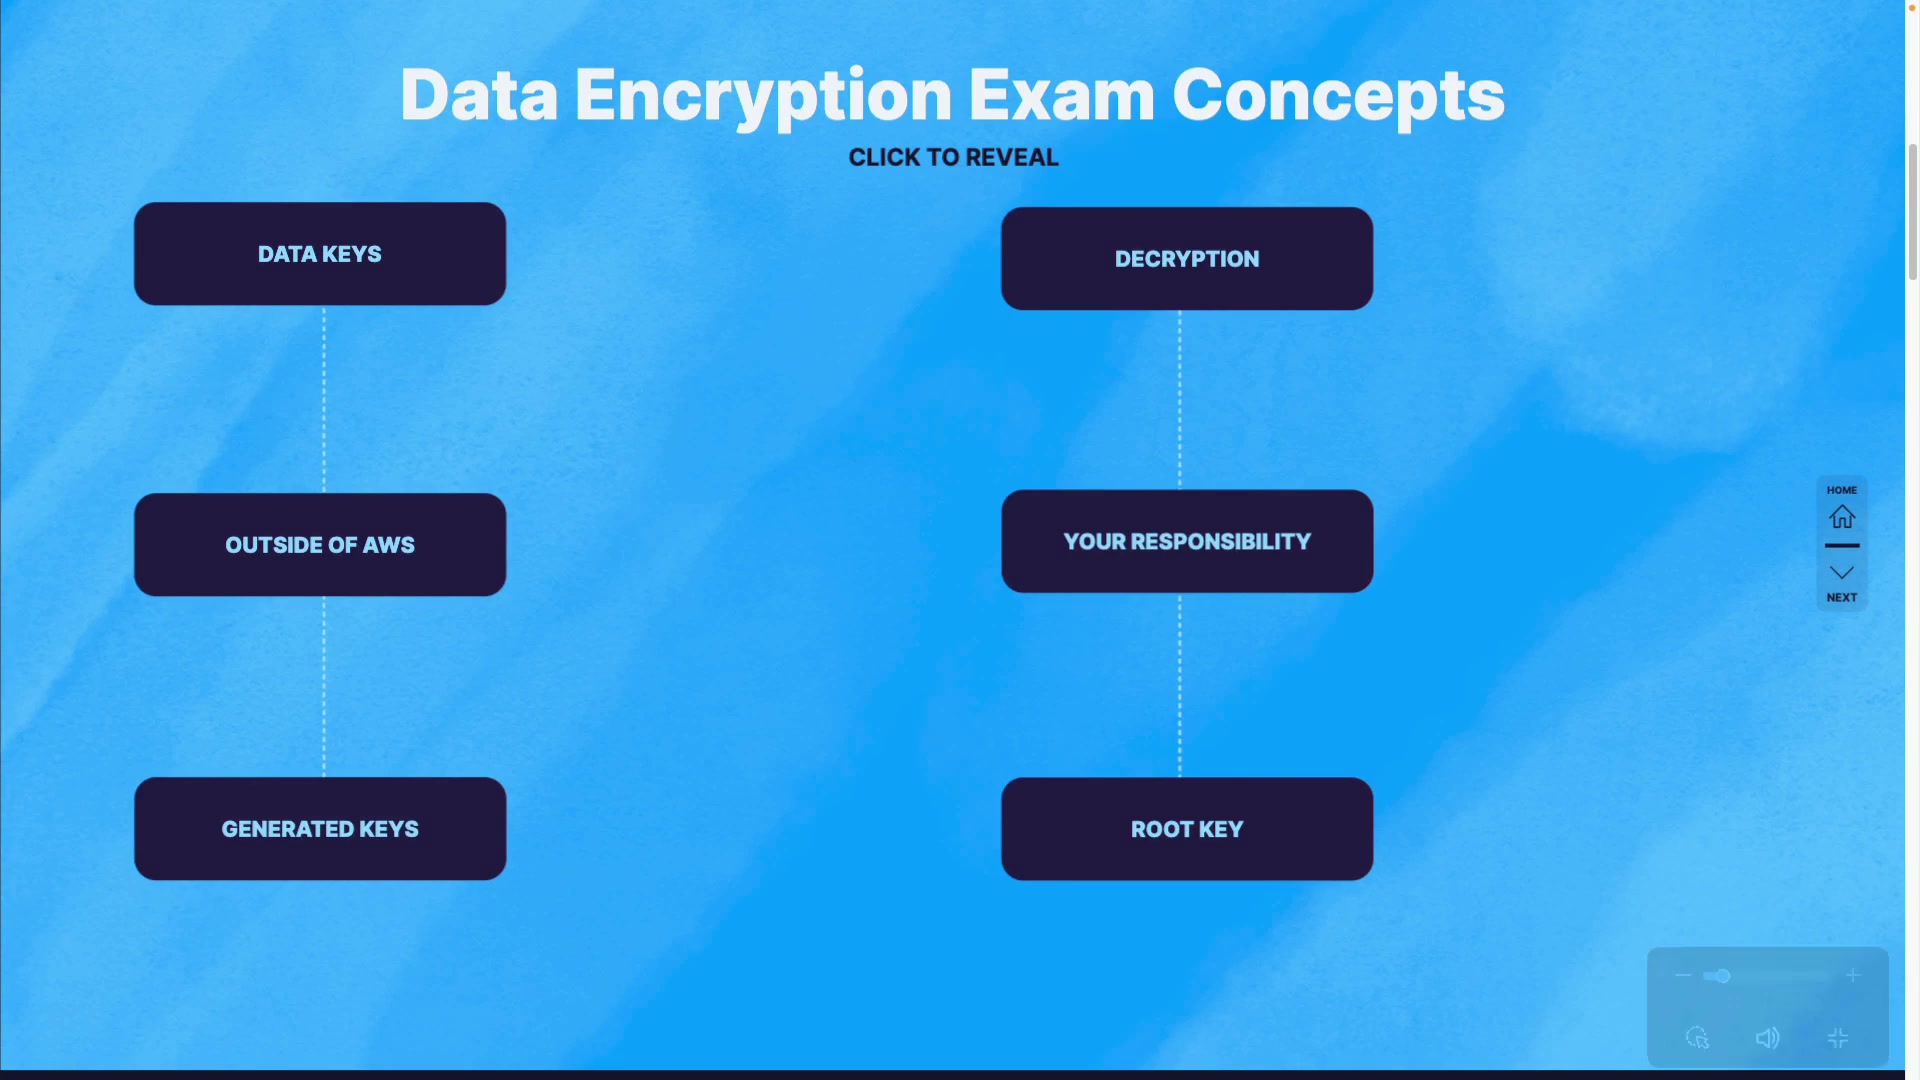 Data Encryption Exam Concepts
CLICK TO REVEAL
DATA KEYS
DECRYPTION
OUTSIDE OF AWS
YOUR RESPONSIBILITY
GENERATED KEYS
ROOT KEY
HOME
NEXT